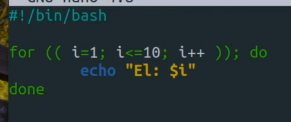 #!/bin/bash
for (( i=1; i<=10; i++ )); do
echo "El: $i"
done